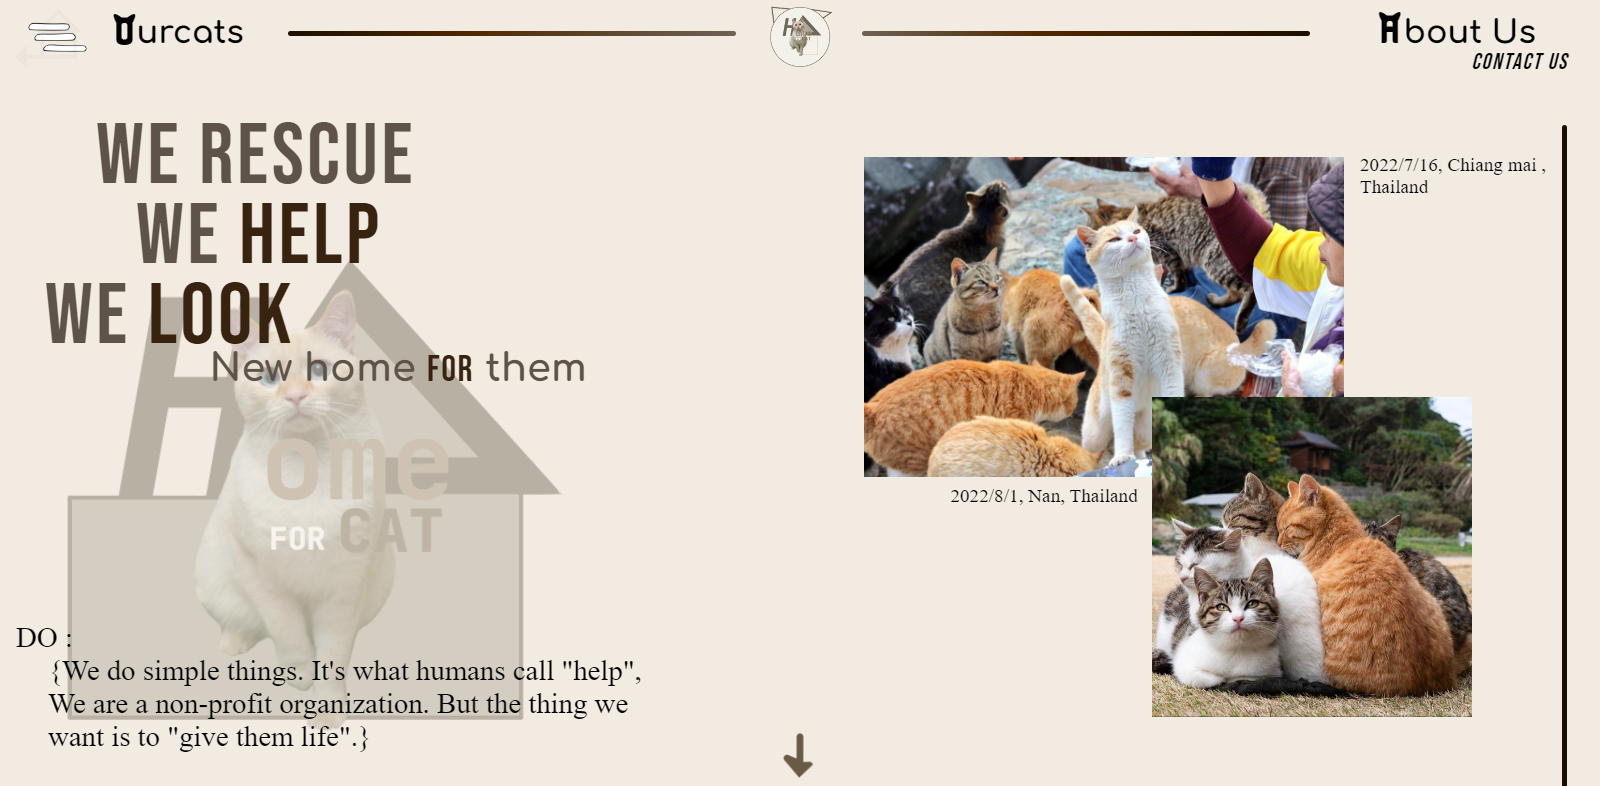 Ourcats
About Us
CONTACT US
WE RESCUE
WE HELP
WE LOOK
New home FOR them
Home
FOR CAT
2022/7/16, Chiang mai ,
Thailand
2022/8/1, Nan, Thailand
DO :
{We do simple things. It's what humans call "help",
We are a non-profit organization. But the thing we
want is to "give them life".}